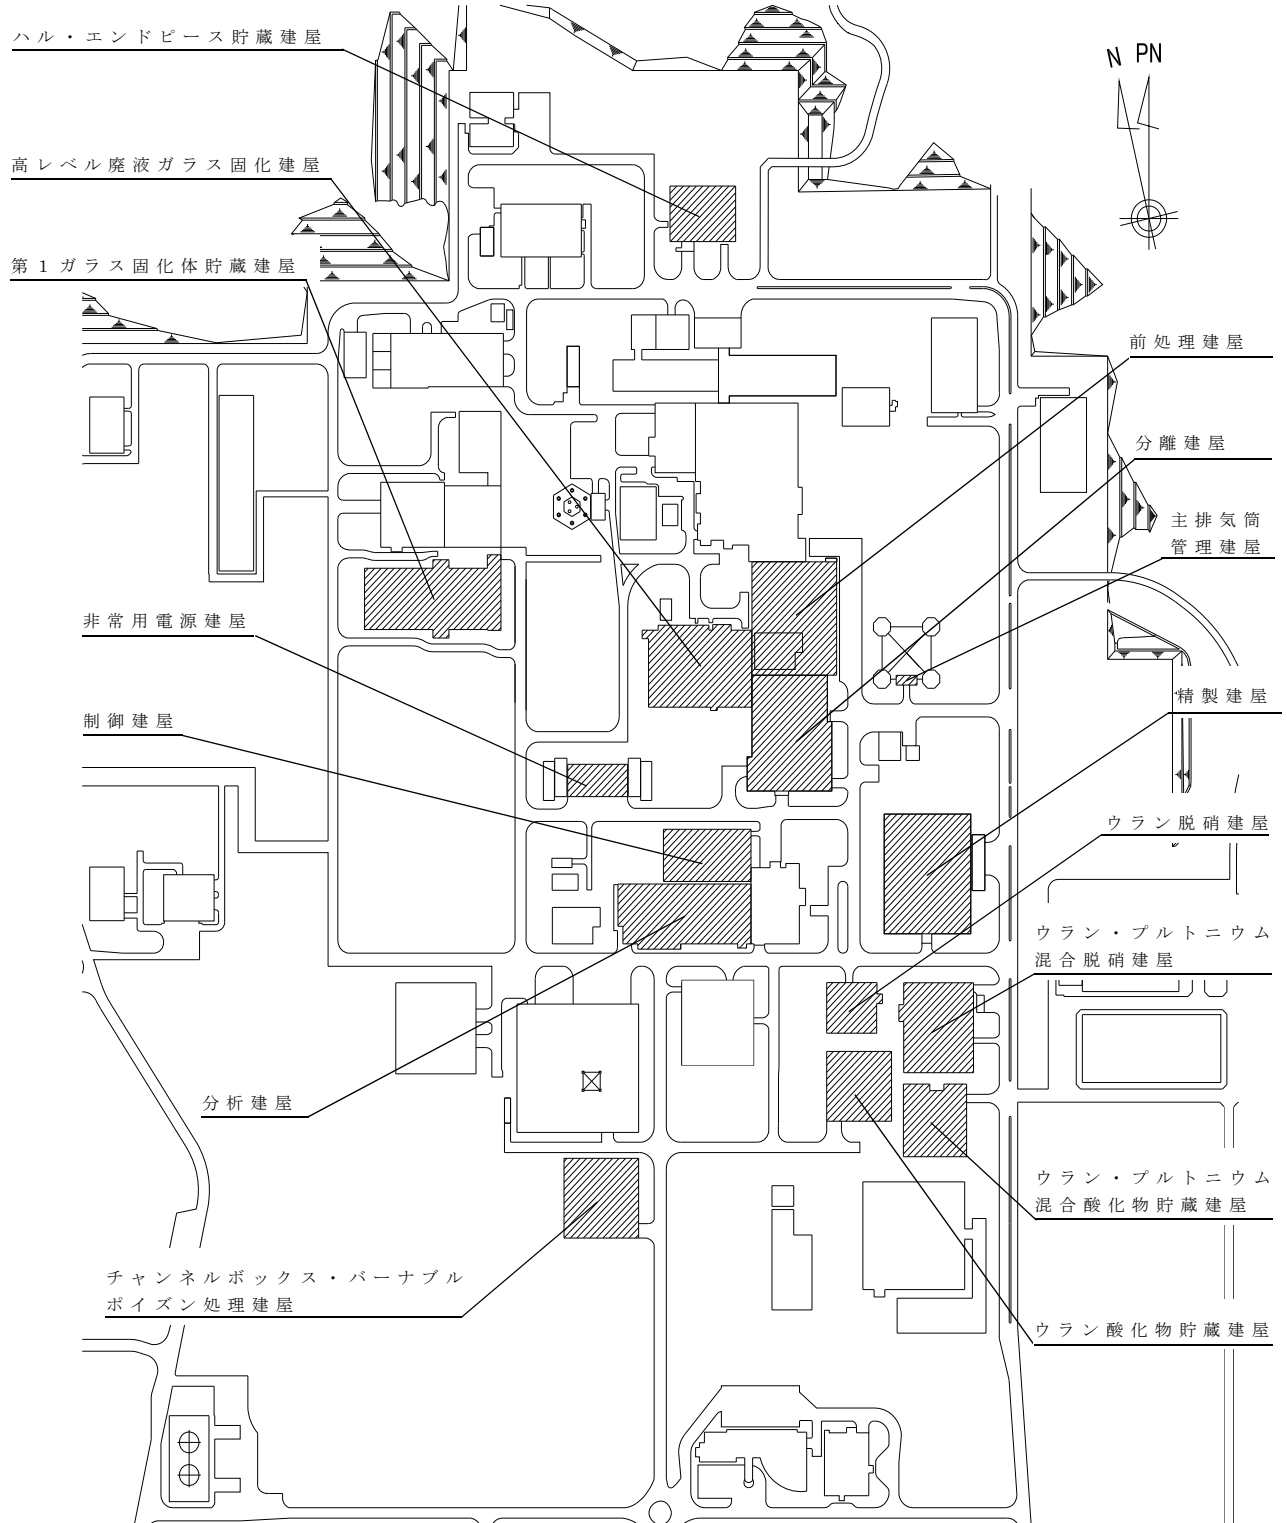 ハル・エンドピース貯蔵建屋
N PN
高レベル廃液ガラス固化建屋
第1ガラス固化体貯蔵建屋
前処理建屋
分離建屋
主排気筒
管理建屋
非常用電源建屋
精製建屋
制御建屋
ウラン脱硝建屋
ウラン・プルトニウム
混合脱硝建屋
分析建屋
ウラン・プルトニウム
混合酸化物貯蔵建屋
チャンネルボックス・バーナブル
ポイズン処理建屋
ウラン酸化物貯蔵建屋